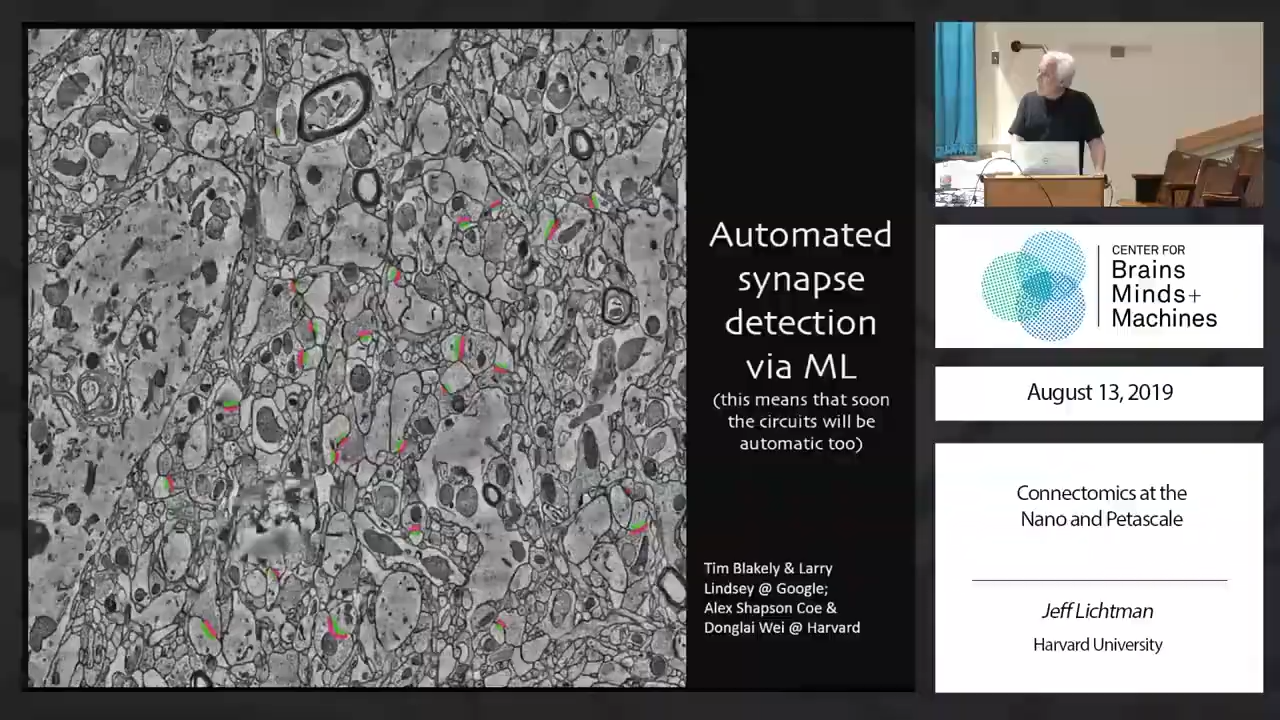 Automated
synapse
detection
via ML
(this means that soon
the circuits will be
automatic too)
Tim Blakely & Larry
Lindsey @ Google;
Alex Shapson Coe &
Donglai Wei @ Harvard
CENTER FOR
Brains
Minds+
Machines
August 13, 2019
Connectomics at the
Nano and Petascale
Jeff Lichtman
Harvard University